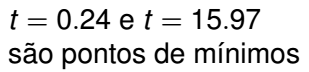 t = 0.24 e t = 15.97
são pontos de mínimos